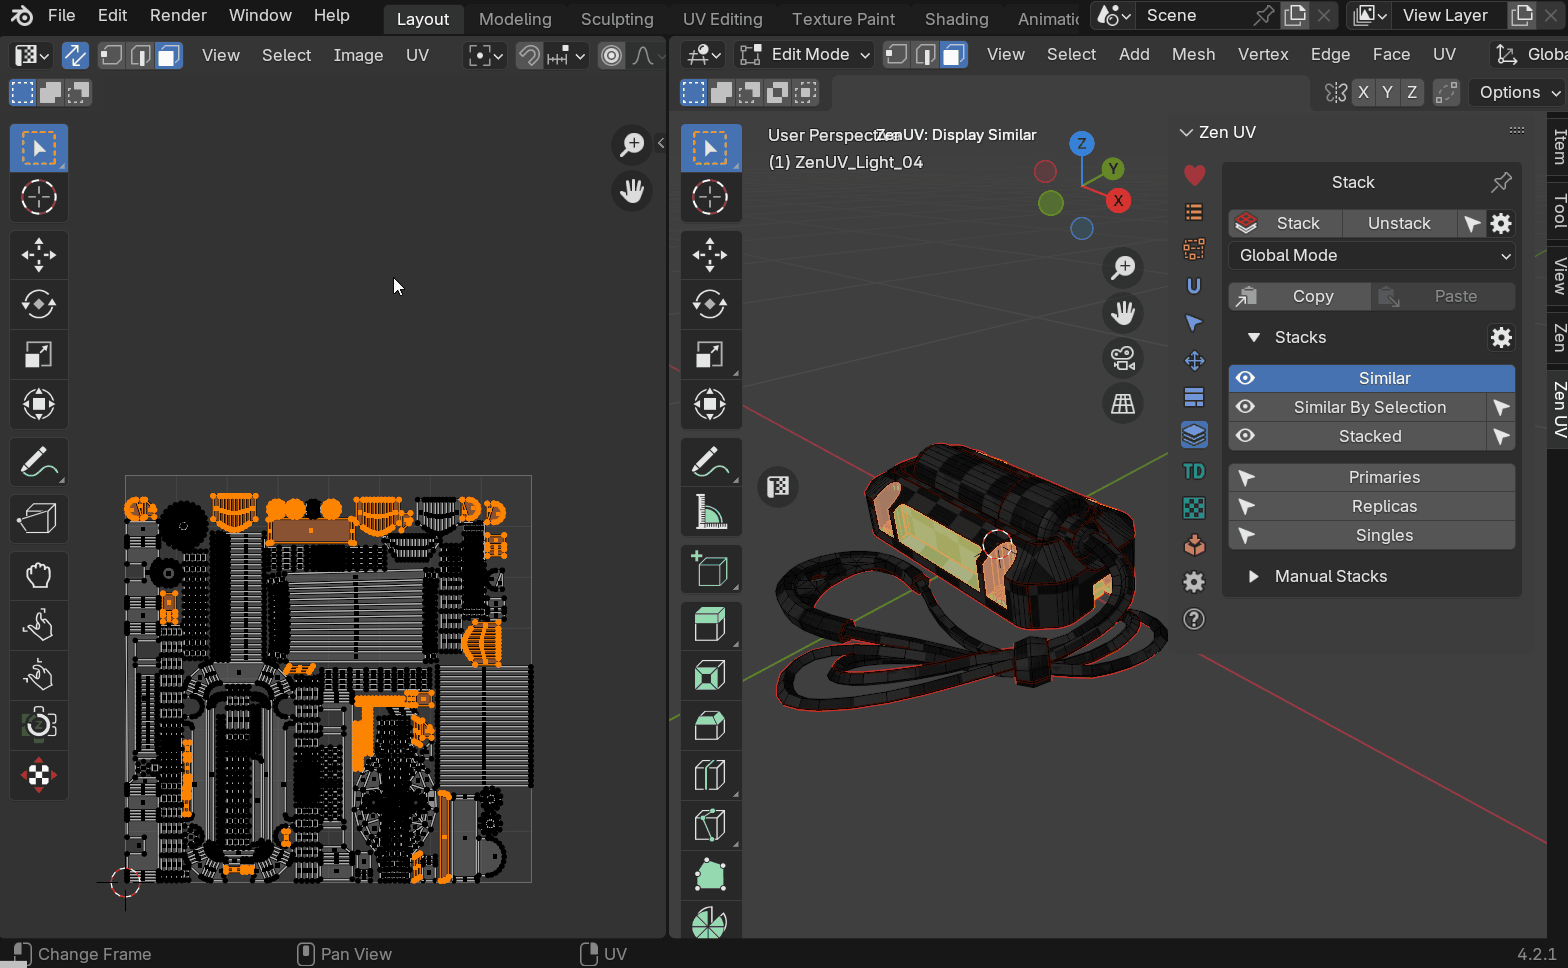 File Edit Render Window Help Layout Modeling Sculpting UV Editing Texture Paint Shading Animatic Scene View Layer
View Select Image UV Edit Mode View Select Add Mesh Vertex Edge Face UV Globa
X Y Z Options
User Perspective ZenUV: Display Similar
(1) ZenUV_Light_04
Z
Y
X
Zen UV
Stack
Stack Unstack
Global Mode
Copy Paste
Stacks
Similar
Similar By Selection
Stacked
Primaries
Replicas
Singles
Manual Stacks
TD
Item
Tool
View
Zen
Zen UV
Change Frame Pan View UV 4.2.1